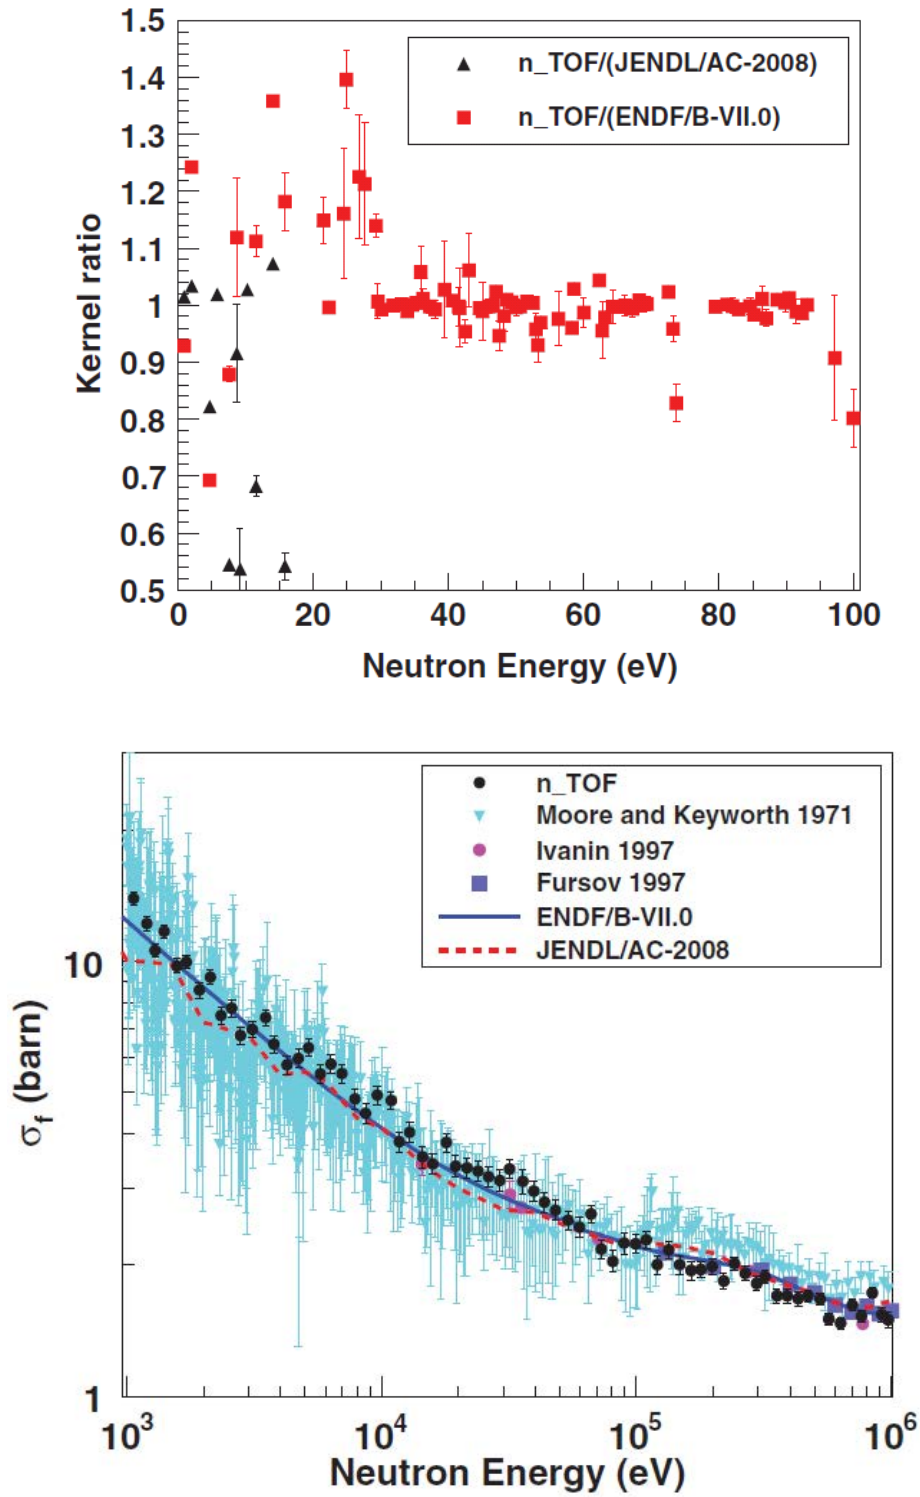 1.5
1.4
1.3
1.2
1.1
1
0.9
0.8
0.7
0.6
0.5
Kernel ratio
n_TOF/(JENDL/AC-2008)
n_TOF/(ENDF/B-VII.0)
0 20 40 60 80 100
Neutron Energy (eV)
n_TOF
Moore and Keyworth 1971
Ivanin 1997
Fursov 1997
ENDF/B-VII.0
JENDL/AC-2008
10
1
σf (barn)
10³ 10⁴ 10⁵ 10⁶
Neutron Energy (eV)